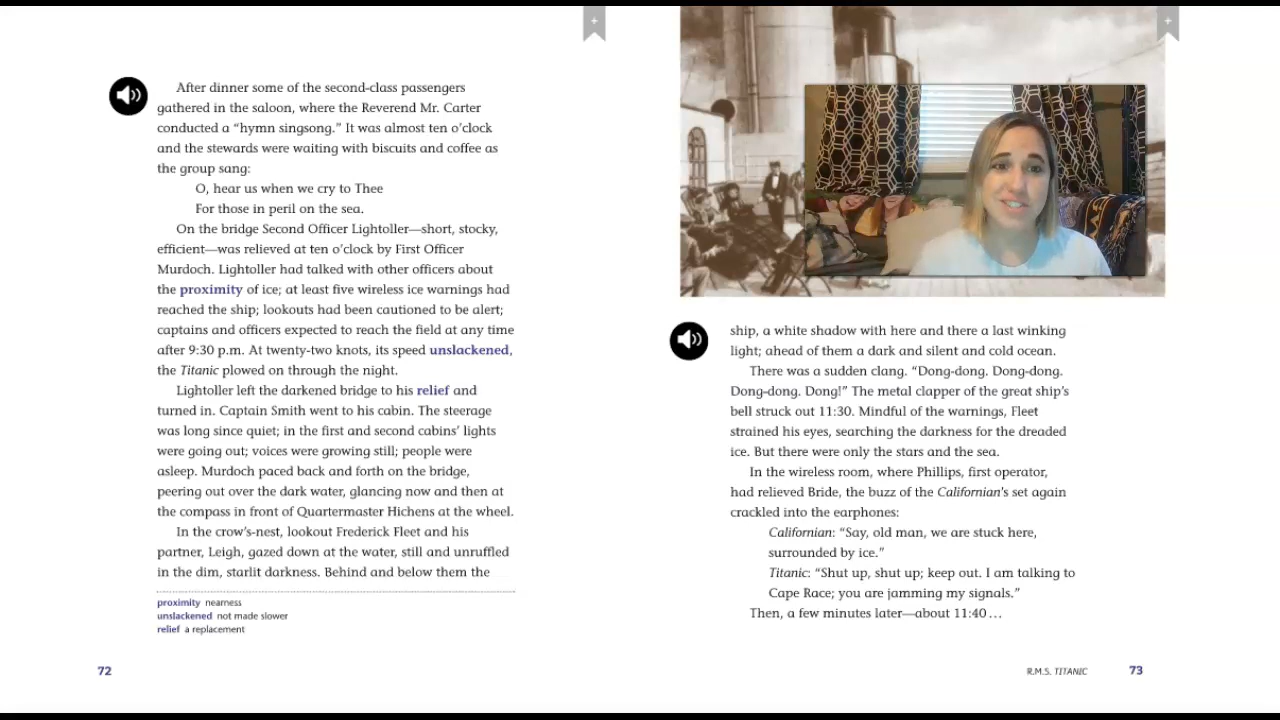 After dinner some of the second-class passengers
gathered in the saloon, where the Reverend Mr. Carter
conducted a “hymn singsong.” It was almost ten o’clock
and the stewards were waiting with biscuits and coffee as
the group sang:
O, hear us when we cry to Thee
For those in peril on the sea.
On the bridge Second Officer Lightoller—short, stocky,
efficient—was relieved at ten o’clock by First Officer
Murdoch. Lightoller had talked with other officers about
the proximity of ice; at least five wireless ice warnings had
reached the ship; lookouts had been cautioned to be alert;
captains and officers expected to reach the field at any time
after 9:30 p.m. At twenty-two knots, its speed unslackened,
the Titanic plowed on through the night.
Lightoller left the darkened bridge to his relief and
turned in. Captain Smith went to his cabin. The steerage
was long since quiet; in the first and second cabins’ lights
were going out; voices were growing still; people were
asleep. Murdoch paced back and forth on the bridge,
peering out over the dark water, glancing now and then at
the compass in front of Quartermaster Hichens at the wheel.
In the crow’s-nest, lookout Frederick Fleet and his
partner, Leigh, gazed down at the water, still and unruffled
in the dim, starlit darkness. Behind and below them the
proximity nearness
unslackened not made slower
relief a replacement
72
ship, a white shadow with here and there a last winking
light; ahead of them a dark and silent and cold ocean.
There was a sudden clang. “Dong-dong. Dong-dong.
Dong-dong. Dong!” The metal clapper of the great ship’s
bell struck out 11:30. Mindful of the warnings, Fleet
strained his eyes, searching the darkness for the dreaded
ice. But there were only the stars and the sea.
In the wireless room, where Phillips, first operator,
had relieved Bride, the buzz of the Californian’s set again
crackled into the earphones:
Californian: “Say, old man, we are stuck here,
surrounded by ice.”
Titanic: “Shut up, shut up; keep out. I am talking to
Cape Race; you are jamming my signals.”
Then, a few minutes later—about 11:40 . . .
R.M.S. TITANIC 73